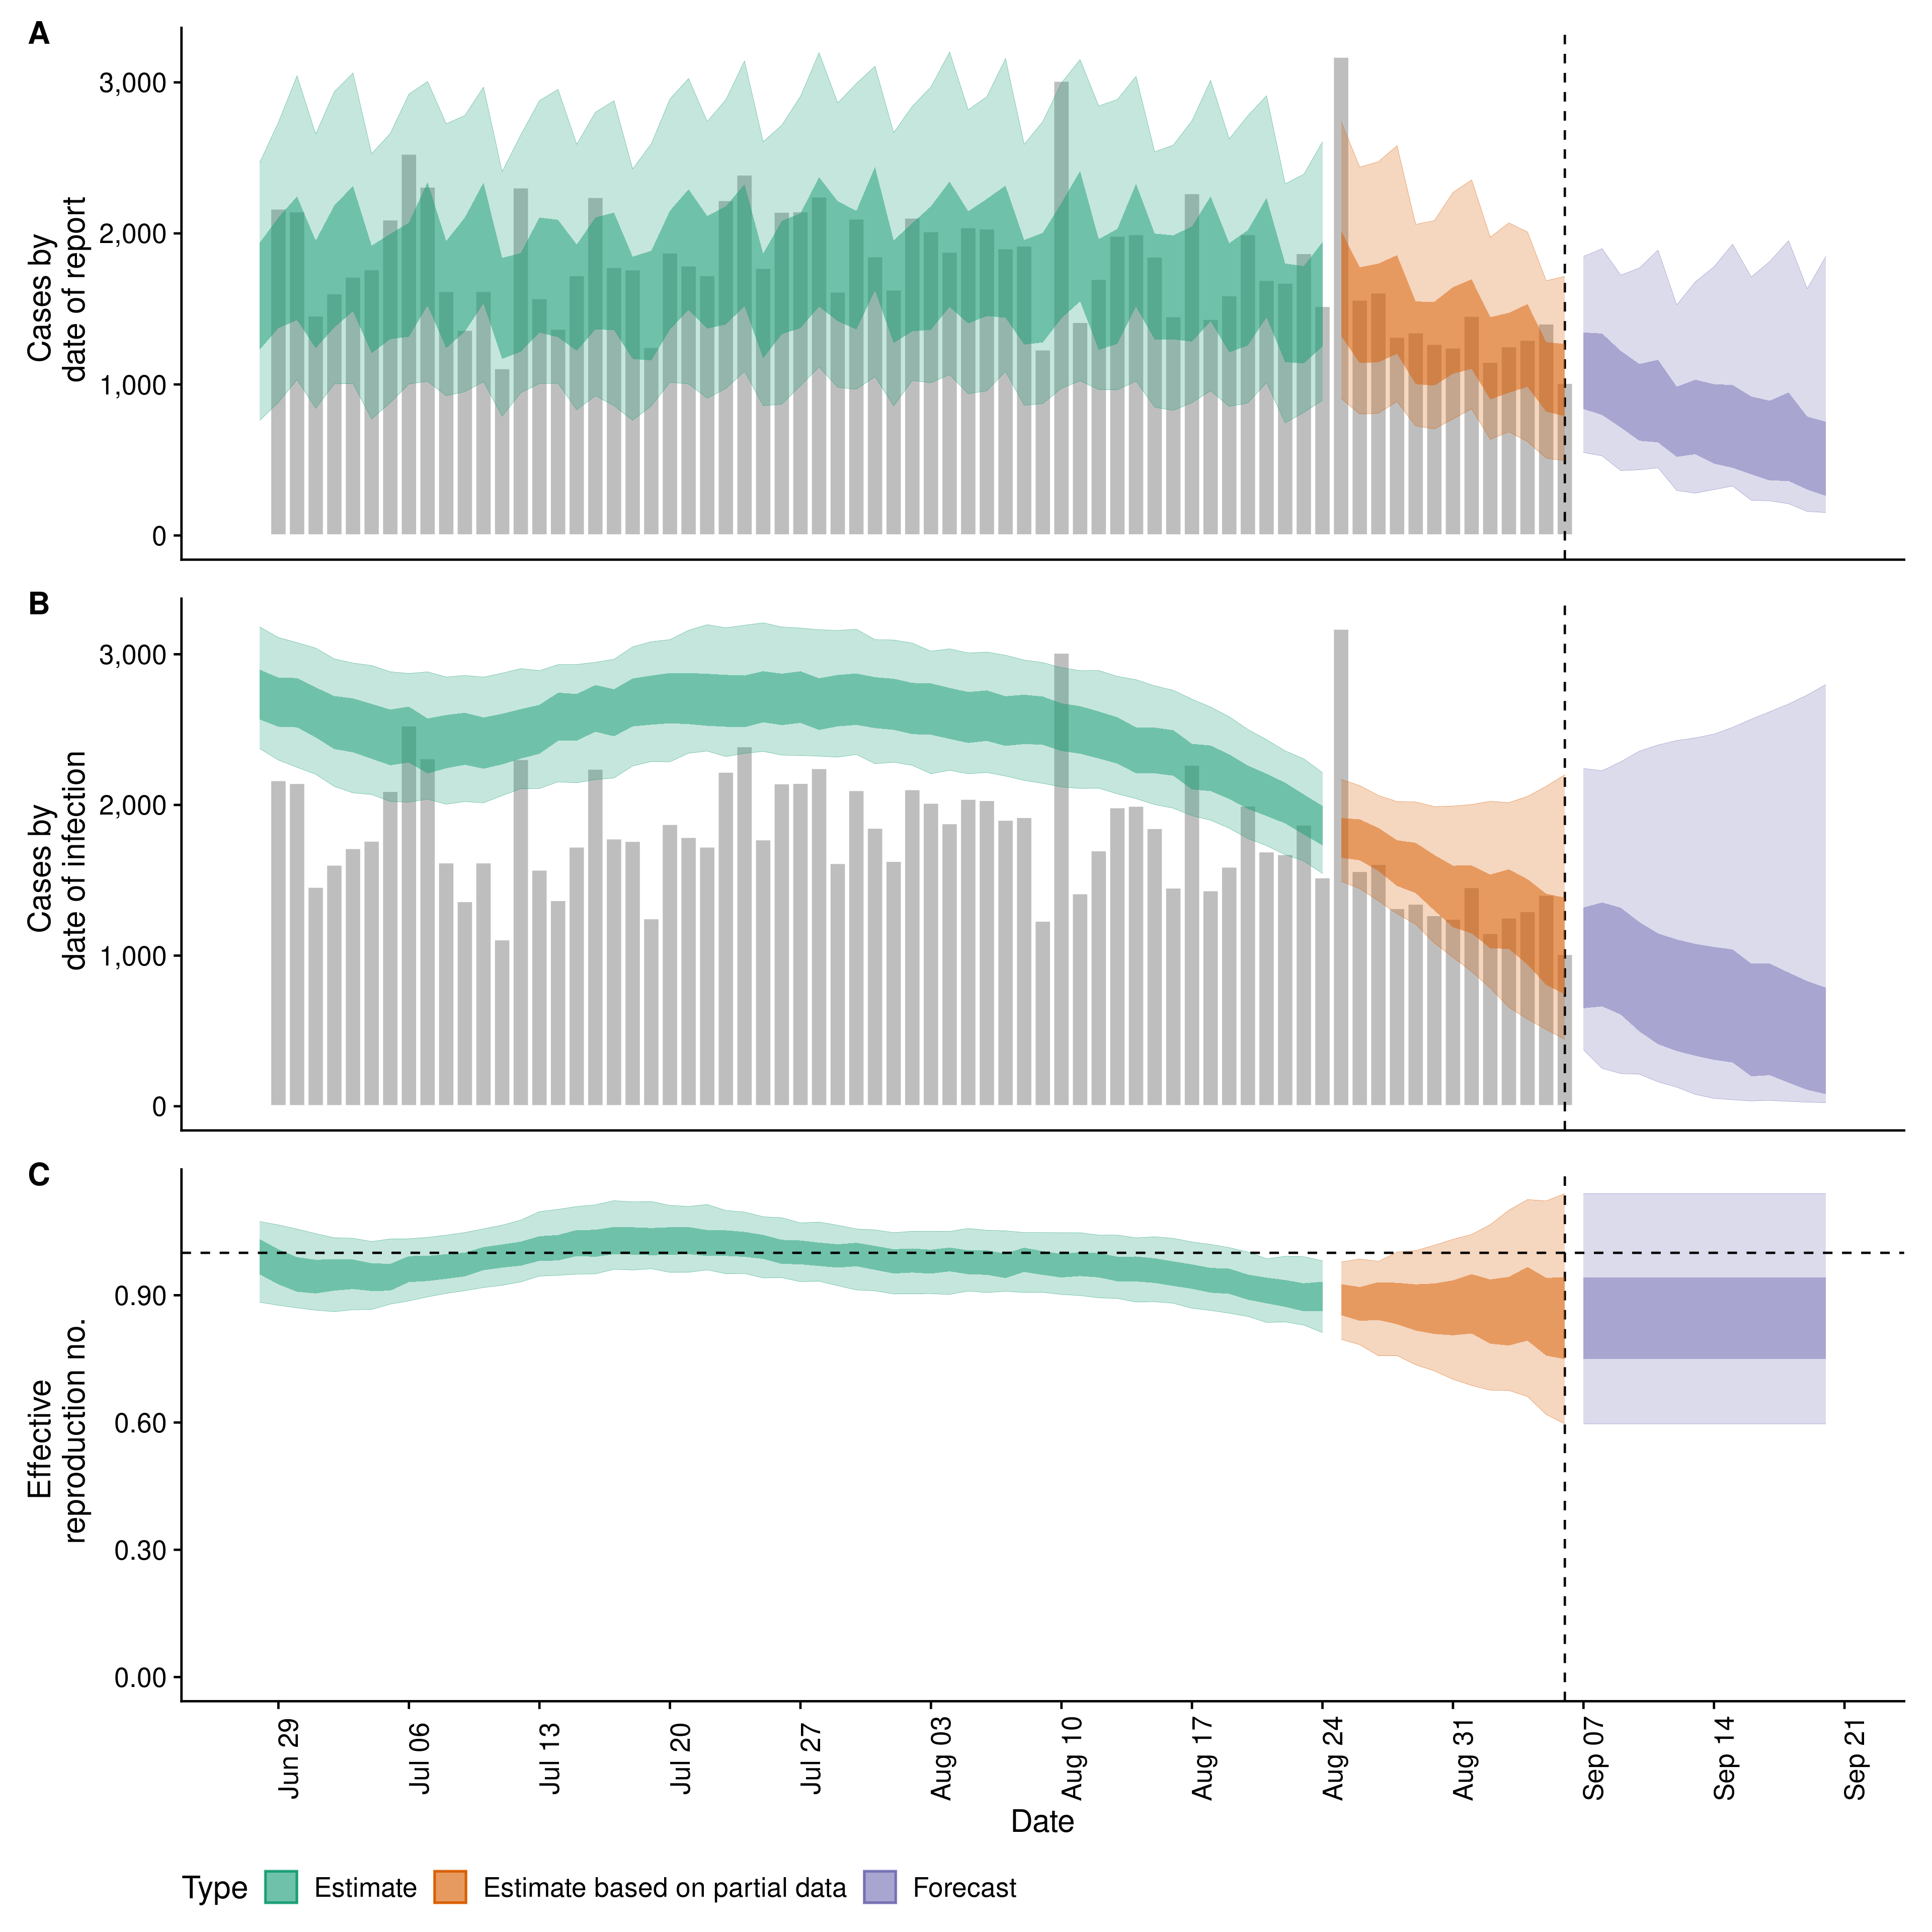 A
3,000
2,000
1,000
0
Cases by
date of report
B
3,000
2,000
1,000
0
Cases by
date of infection
C
0.90
0.60
0.30
0.00
Effective
reproduction no.
Jun 29
Jul 06
Jul 13
Jul 20
Jul 27
Aug 03
Aug 10
Aug 17
Aug 24
Aug 31
Sep 07
Sep 14
Sep 21
Date
Type Estimate Estimate based on partial data Forecast